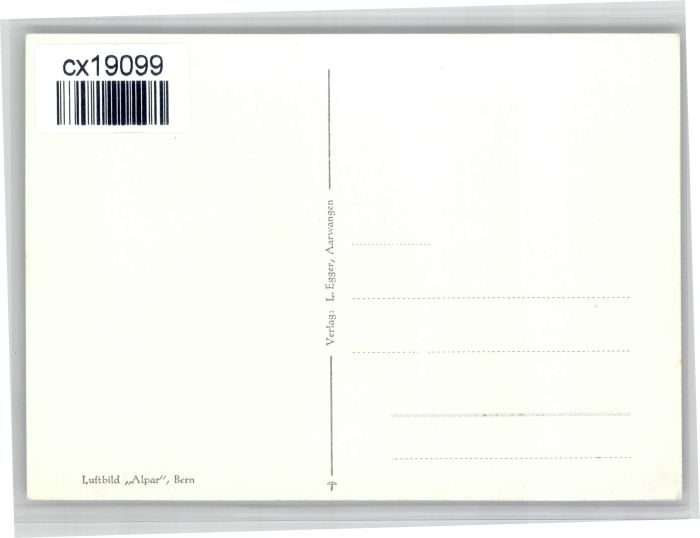 cx19099
Verlag: L. Egger, Aarwangen
Luftbild „Alpar", Bern